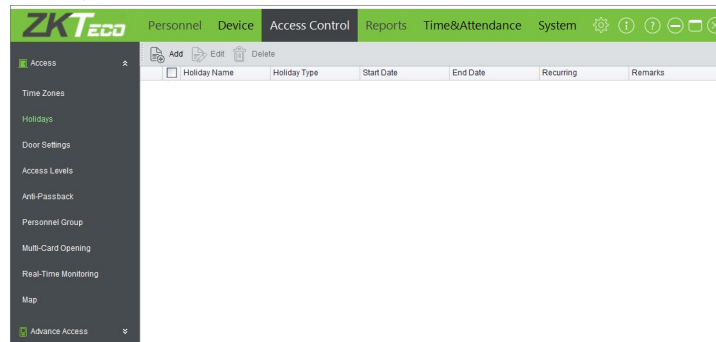 ZKTECO
Personnel Device Access Control Reports Time&Attendance System
Access
Add Edit Delete
Holiday Name Holiday Type Start Date End Date Recurring Remarks
Time Zones
Holidays
Door Settings
Access Levels
Anti-Passback
Personnel Group
Multi-Card Opening
Real-Time Monitoring
Map
Advance Access